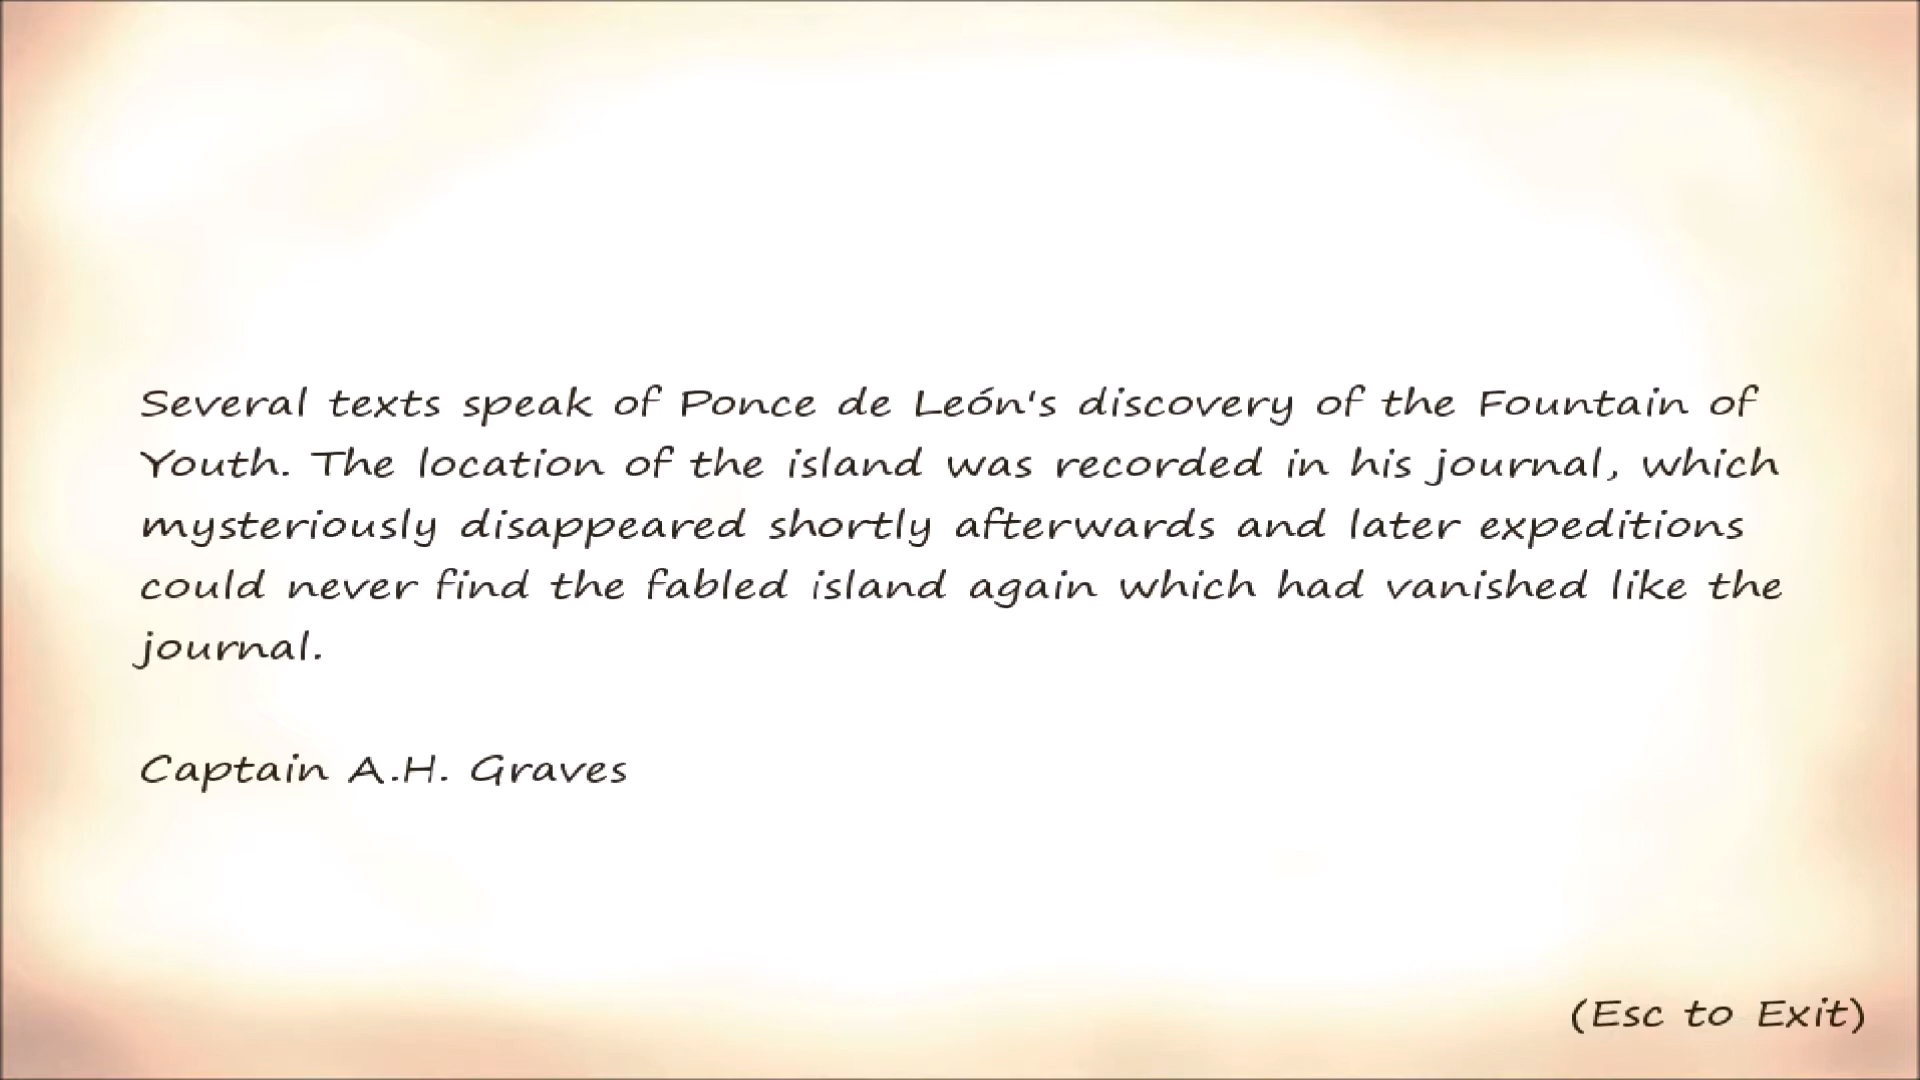 Several texts speak of Ponce de León's discovery of the Fountain of
Youth. The location of the island was recorded in his journal, which
mysteriously disappeared shortly afterwards and later expeditions
could never find the fabled island again which had vanished like the
journal.
Captain A.H. Graves
(Esc to Exit)